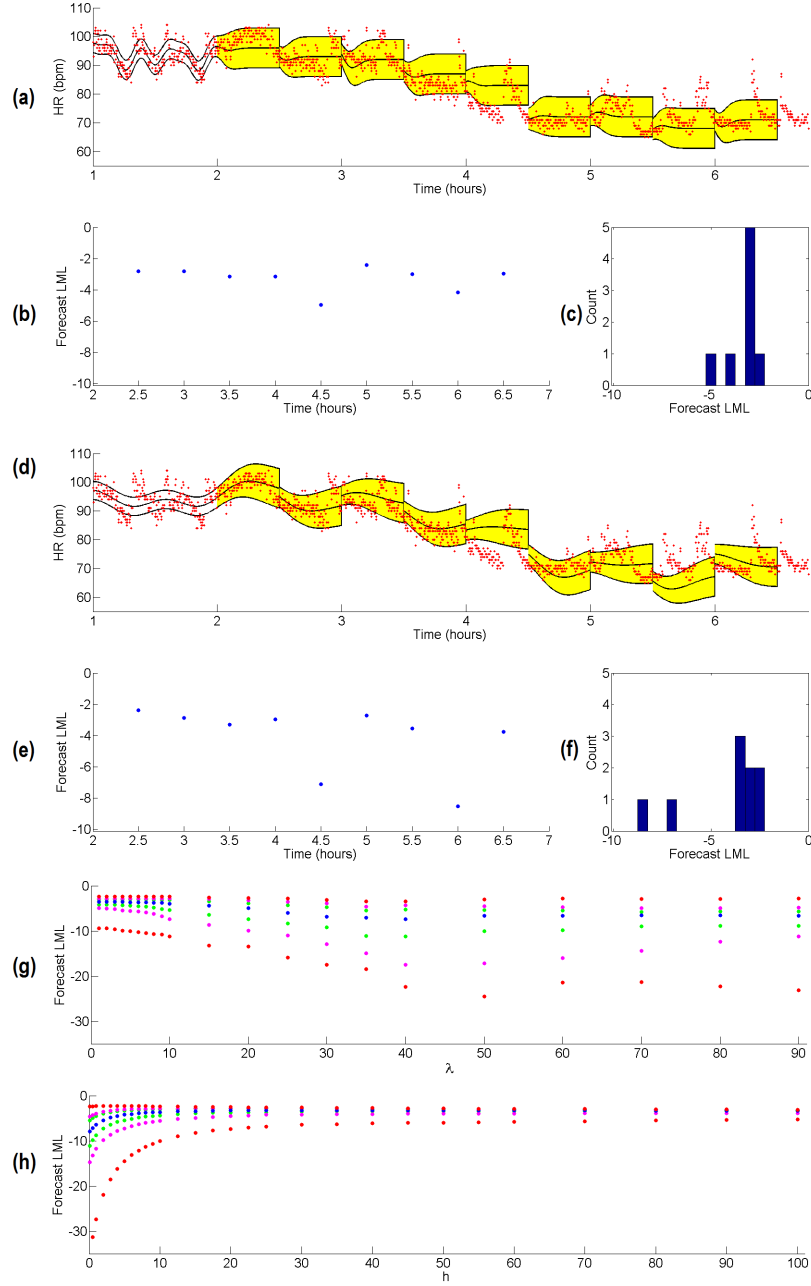 (a)
HR (bpm)
110
100
90
80
70
60
1 2 3 4 5 6
Time (hours)
(b)
Forecast LML
0
-2
-4
-6
-8
-10
2 2.5 3 3.5 4 4.5 5 5.5 6 6.5 7
Time (hours)
(c)
Count
5
4
3
2
1
0
-10 -5 0
Forecast LML
(d)
HR (bpm)
110
100
90
80
70
60
1 2 3 4 5 6
Time (hours)
(e)
Forecast LML
0
-2
-4
-6
-8
-10
2 2.5 3 3.5 4 4.5 5 5.5 6 6.5 7
Time (hours)
(f)
Count
5
4
3
2
1
0
-10 -5 0
Forecast LML
(g)
Forecast LML
0
-10
-20
-30
0 10 20 30 40 50 60 70 80 90
λ
(h)
Forecast LML
0
-10
-20
-30
0 10 20 30 40 50 60 70 80 90 100
h